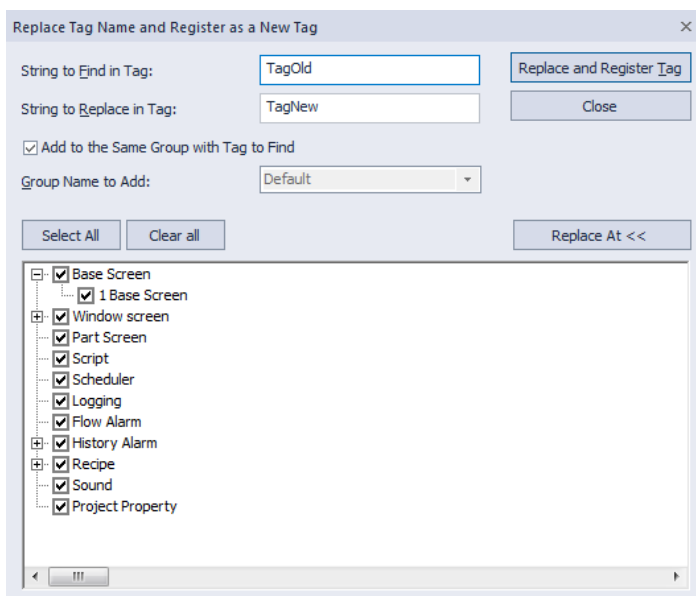 Replace Tag Name and Register as a New Tag
String to Find in Tag: TagOld Replace and Register Tag
String to Replace in Tag: TagNew Close
Add to the Same Group with Tag to Find
Group Name to Add: Default
Select All Clear all Replace At <<
Base Screen
1 Base Screen
Window screen
Part Screen
Script
Scheduler
Logging
Flow Alarm
History Alarm
Recipe
Sound
Project Property